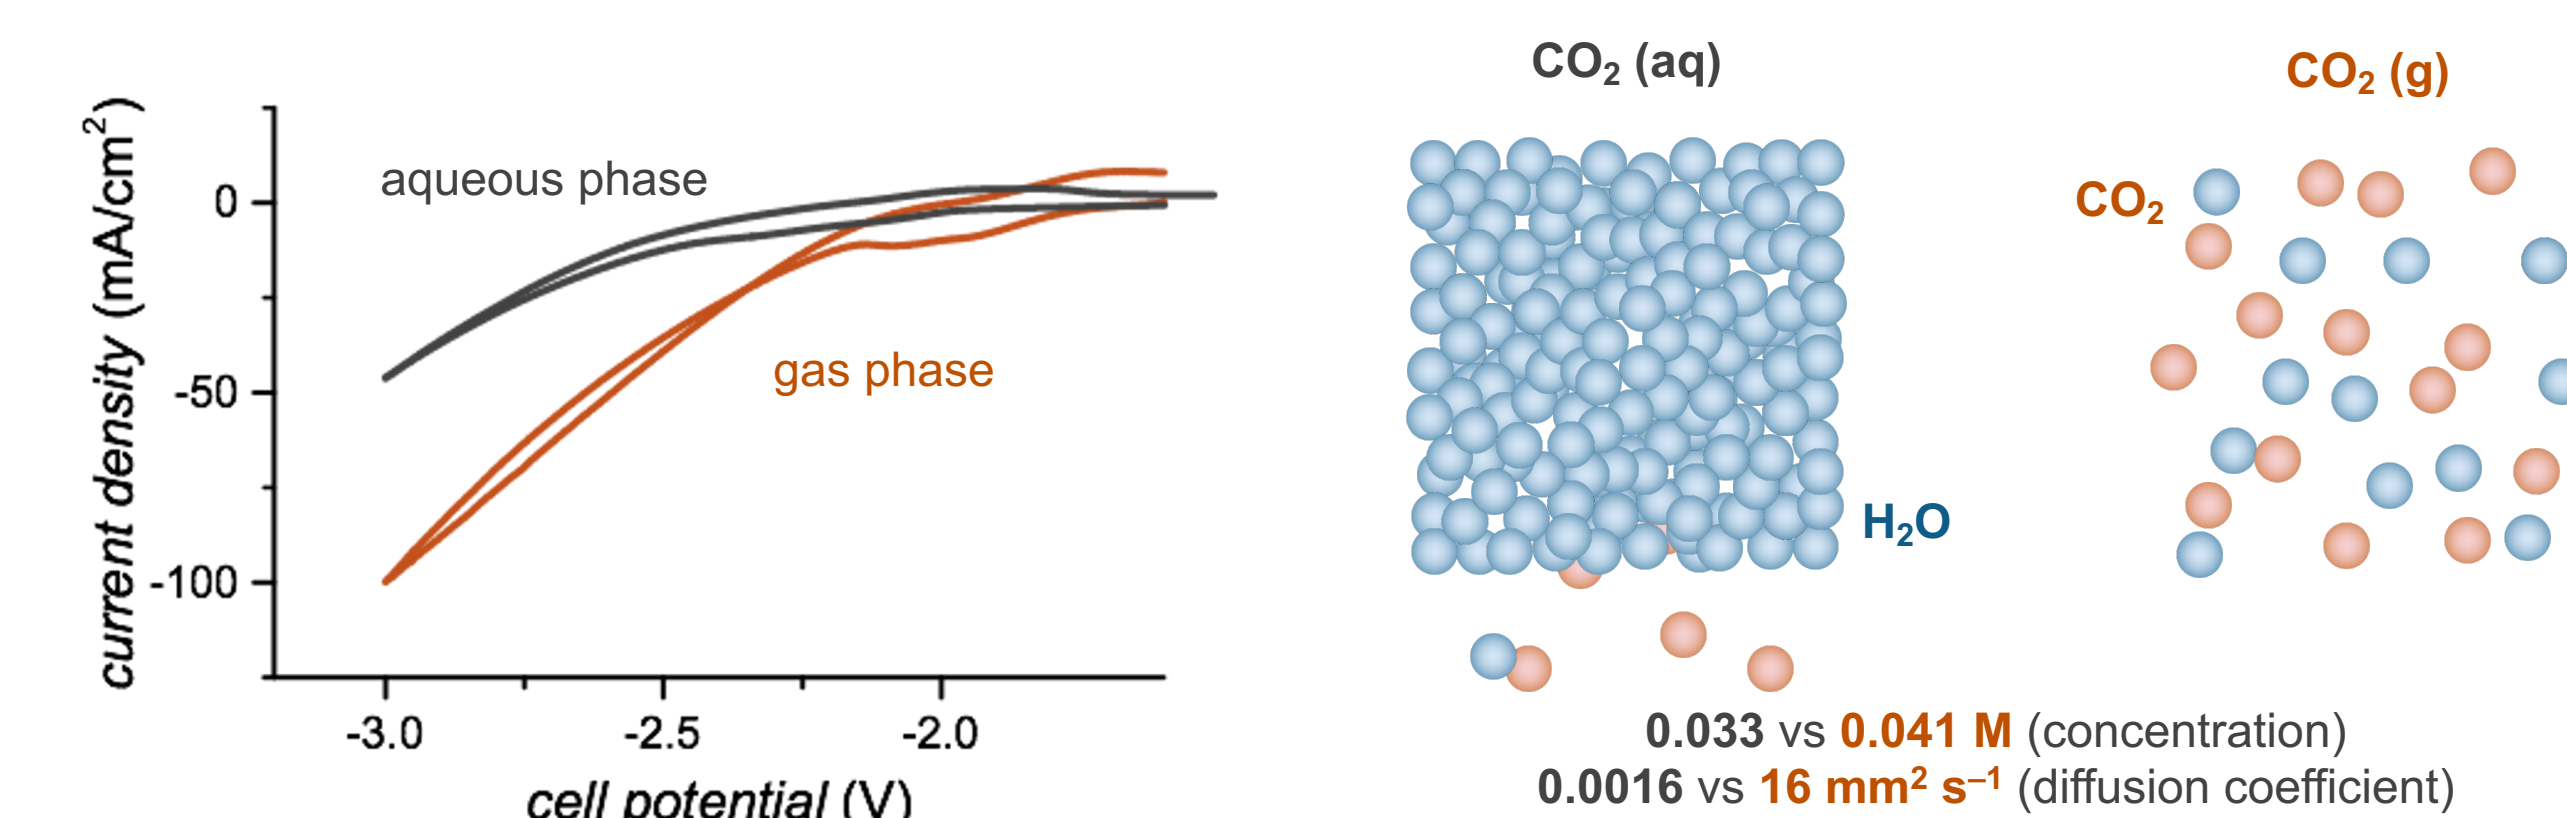 current density (mA/cm²)
0
-50
-100
aqueous phase
gas phase
-3.0 -2.5 -2.0
cell potential (V)
CO₂ (aq)
H₂O
CO₂ (g)
CO₂
0.033 vs 0.041 M (concentration)
0.0016 vs 16 mm² s⁻¹ (diffusion coefficient)